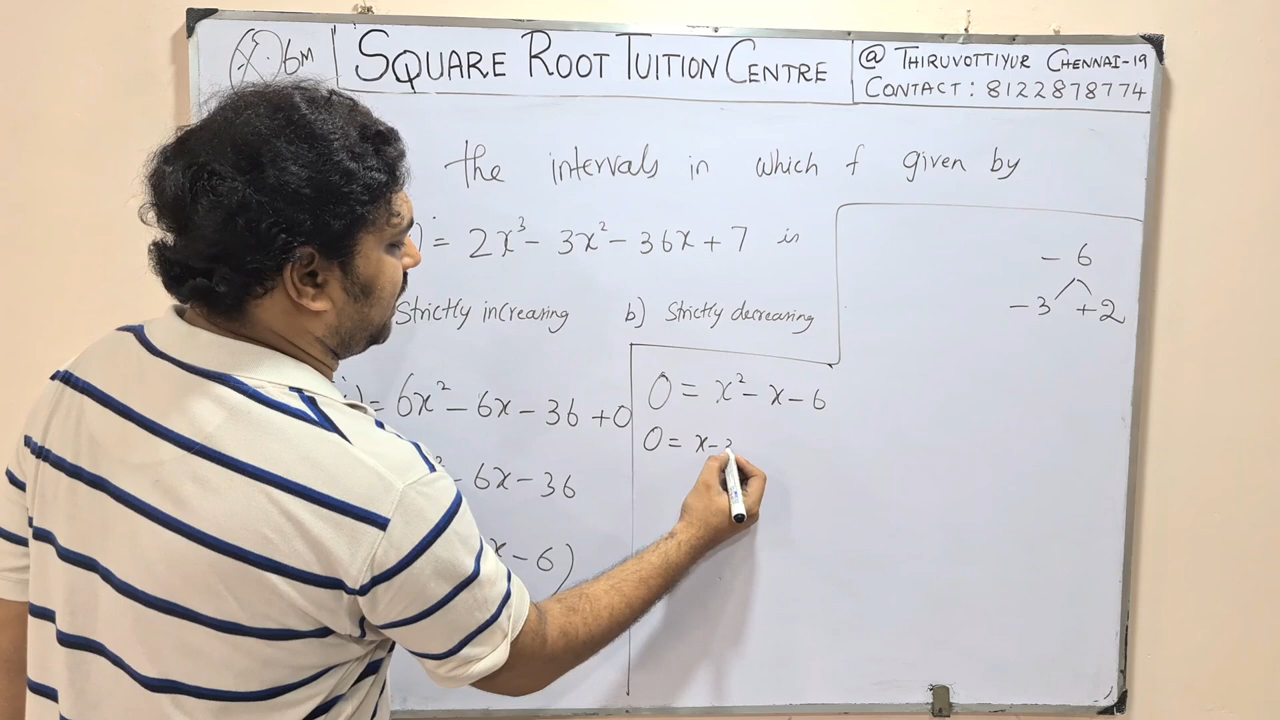 6M
SQUARE ROOT TUITION CENTRE
@ THIRUVOTTIYUR CHENNAI-19
CONTACT: 8122878774
the intervals in which f given by
) = 2x³ - 3x² - 36x + 7 is
Strictly increasing b) Strictly decreasing
) = 6x² - 6x - 36 + 0
- 6x - 36
x - 6)
0 = x² - x - 6
0 = x - 3
- 6
- 3 + 2